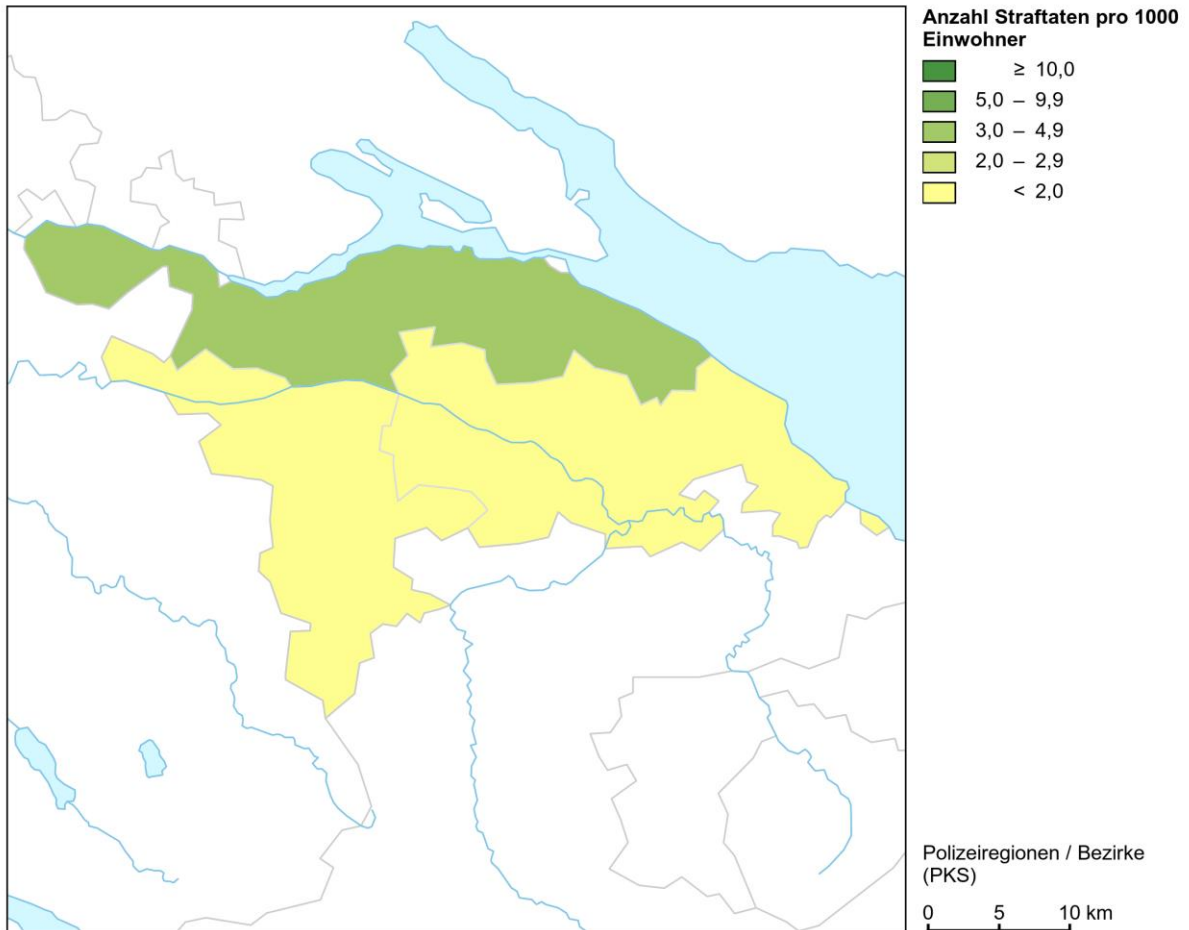 Anzahl Straftaten pro 1000
Einwohner
≥ 10,0
5,0 – 9,9
3,0 – 4,9
2,0 – 2,9
< 2,0
Polizeiregionen / Bezirke
(PKS)
0 5 10 km